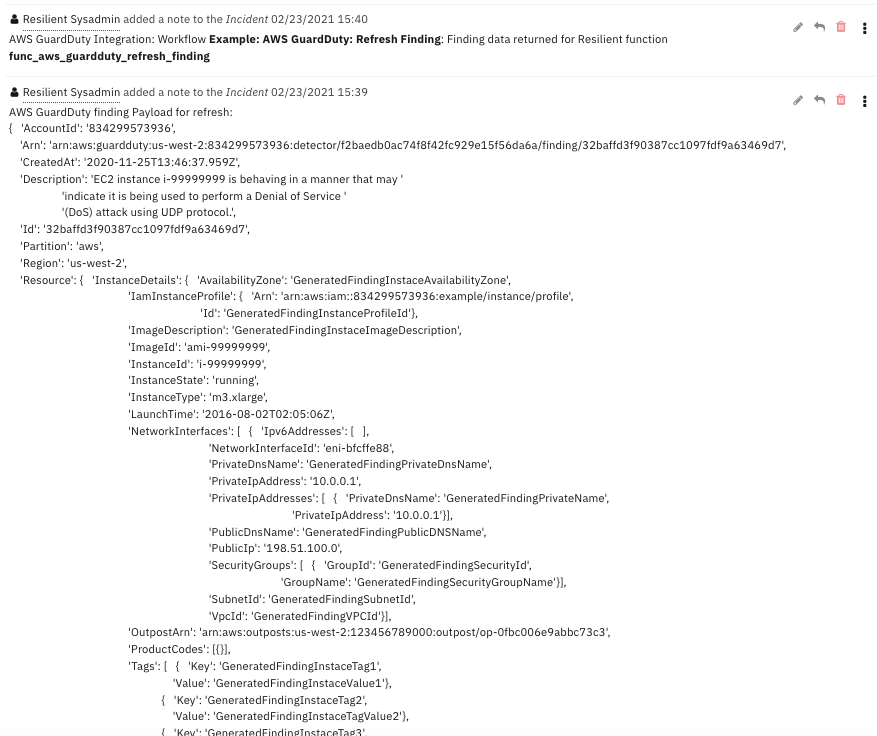 Resilient Sysadmin added a note to the Incident 02/23/2021 15:40
AWS GuardDuty Integration: Workflow Example: AWS GuardDuty: Refresh Finding: Finding data returned for Resilient function
func_aws_guardduty_refresh_finding
Resilient Sysadmin added a note to the Incident 02/23/2021 15:39
AWS GuardDuty finding Payload for refresh:
{ 'AccountId': '834299573936',
'Arn': 'arn:aws:guardduty:us-west-2:834299573936:detector/f2baedb0ac74f8f42fc929e15f56da6a/finding/32baffd3f90387cc1097fdf9a63469d7',
'CreatedAt': '2020-11-25T13:46:37.959Z',
'Description': 'EC2 instance i-99999999 is behaving in a manner that may '
'indicate it is being used to perform a Denial of Service '
'(DoS) attack using UDP protocol.',
'Id': '32baffd3f90387cc1097fdf9a63469d7',
'Partition': 'aws',
'Region': 'us-west-2',
'Resource': { 'InstanceDetails': { 'AvailabilityZone': 'GeneratedFindingInstaceAvailabilityZone',
'IamInstanceProfile': { 'Arn': 'arn:aws:iam::834299573936:example/instance/profile',
'Id': 'GeneratedFindingInstanceProfileId'},
'ImageDescription': 'GeneratedFindingInstaceImageDescription',
'ImageId': 'ami-99999999',
'InstanceId': 'i-99999999',
'InstanceState': 'running',
'InstanceType': 'm3.xlarge',
'LaunchTime': '2016-08-02T02:05:06Z',
'NetworkInterfaces': [ { 'Ipv6Addresses': [ ],
'NetworkInterfaceId': 'eni-bfcffe88',
'PrivateDnsName': 'GeneratedFindingPrivateDnsName',
'PrivateIpAddress': '10.0.0.1',
'PrivateIpAddresses': [ { 'PrivateDnsName': 'GeneratedFindingPrivateName',
'PrivateIpAddress': '10.0.0.1'}],
'PublicDnsName': 'GeneratedFindingPublicDNSName',
'PublicIp': '198.51.100.0',
'SecurityGroups': [ { 'GroupId': 'GeneratedFindingSecurityId',
'GroupName': 'GeneratedFindingSecurityGroupName'}],
'SubnetId': 'GeneratedFindingSubnetId',
'VpcId': 'GeneratedFindingVPCId'}],
'OutpostArn': 'arn:aws:outposts:us-west-2:123456789000:outpost/op-0fbc006e9abbc73c3',
'ProductCodes': [{}],
'Tags': [ { 'Key': 'GeneratedFindingInstaceTag1',
'Value': 'GeneratedFindingInstaceValue1'},
{ 'Key': 'GeneratedFindingInstaceTag2',
'Value': 'GeneratedFindingInstaceTagValue2'},
{ 'Key': 'GeneratedFindingInstaceTag3',